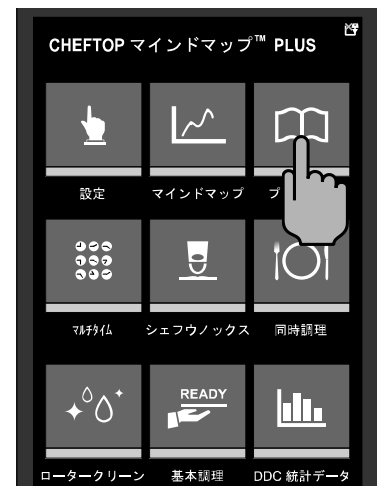 CHEFTOP マインドマップ™ PLUS
設定 マインドマップ プ
マルチタイム シェフウノックス 同時調理
READY
ロータークリーン 基本調理 DDC 統計データ